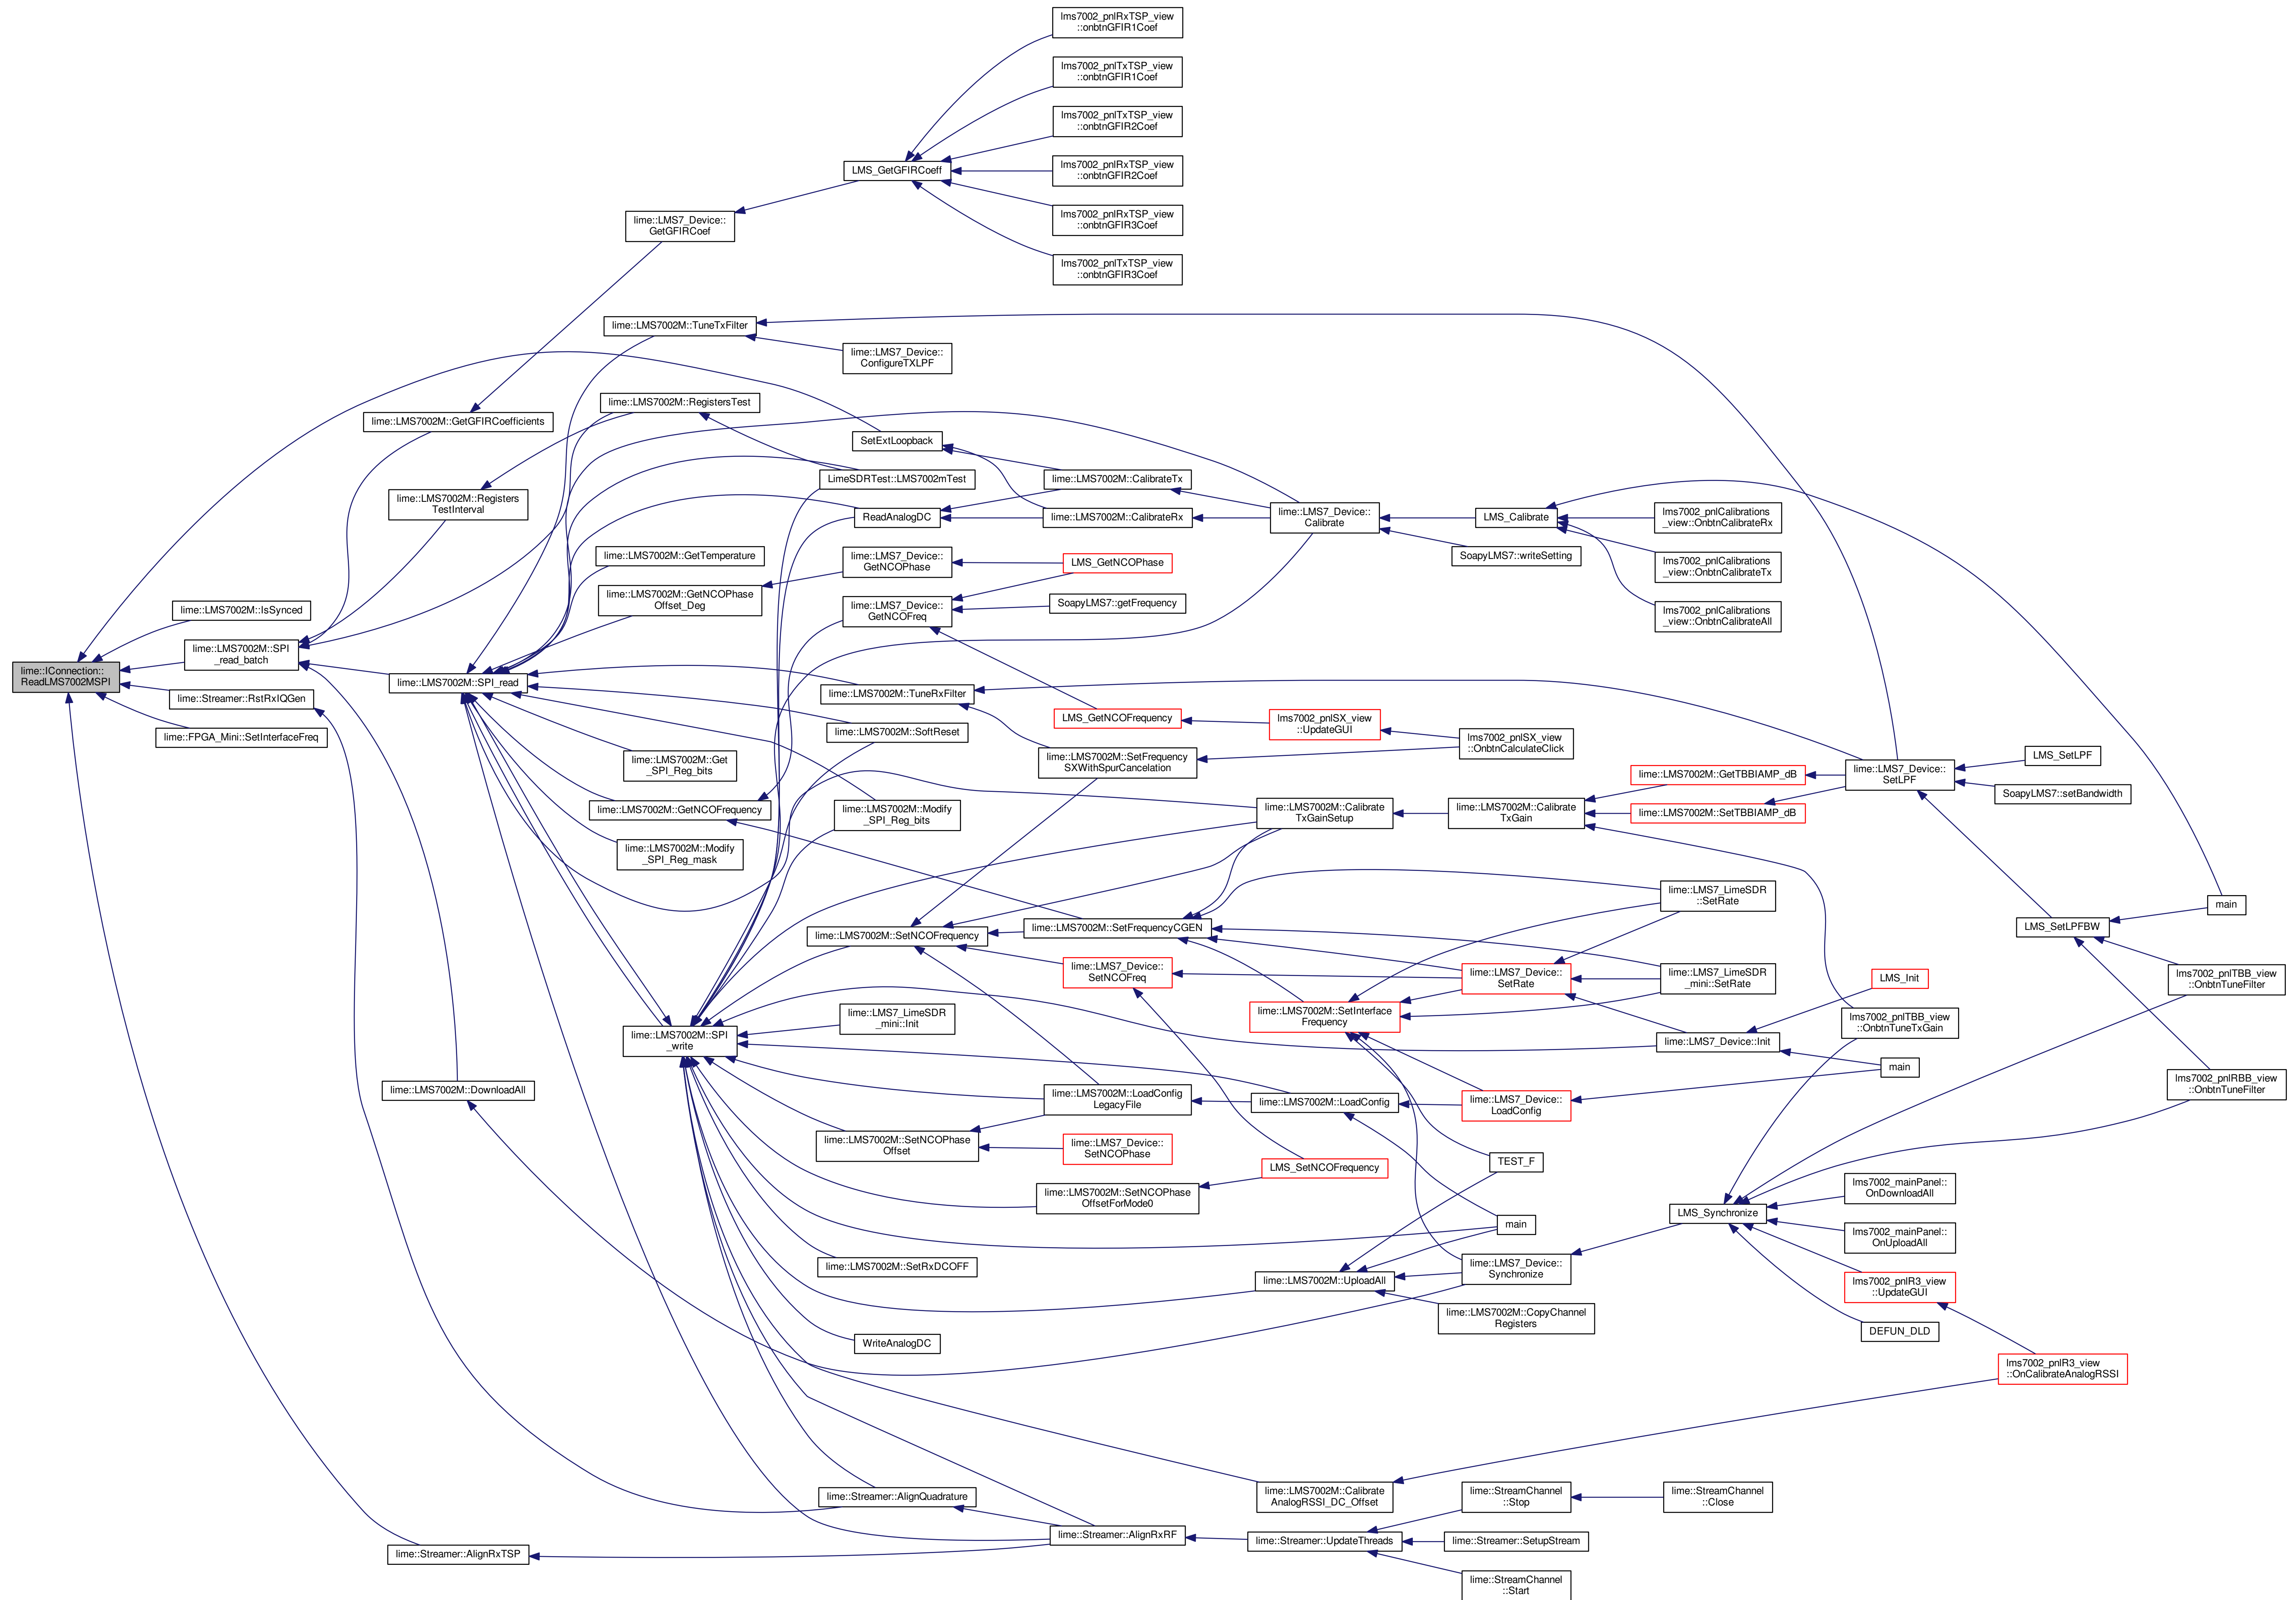 lime::IConnection::
ReadLMS7002MSPI
lime::LMS7002M::IsSynced
lime::LMS7002M::SPI
_read_batch
lime::Streamer::RstRxIQGen
lime::FPGA_Mini::SetInterfaceFreq
lime::LMS7002M::GetGFIRCoefficients
lime::LMS7002M::Registers
TestInterval
lime::LMS7002M::SPI_read
lime::LMS7002M::DownloadAll
lime::Streamer::AlignRxTSP
lime::LMS7_Device::
GetGFIRCoef
lime::LMS7002M::TuneTxFilter
lime::LMS7002M::RegistersTest
lime::LMS7002M::GetTemperature
lime::LMS7002M::GetNCOPhase
Offset_Deg
lime::LMS7002M::Get
_SPI_Reg_bits
lime::LMS7002M::GetNCOFrequency
lime::LMS7002M::Modify
_SPI_Reg_mask
lime::LMS7002M::SPI
_write
LMS_GetGFIRCoeff
lime::LMS7_Device::
ConfigureTXLPF
SetExtLoopback
LimeSDRTest::LMS7002mTest
ReadAnalogDC
lime::LMS7_Device::
GetNCOPhase
lime::LMS7_Device::
GetNCOFreq
lime::LMS7002M::TuneRxFilter
lime::LMS7002M::SoftReset
lime::LMS7002M::Modify
_SPI_Reg_bits
lime::LMS7002M::SetNCOFrequency
lime::LMS7_LimeSDR
_mini::Init
lime::LMS7002M::SetNCOPhase
Offset
lime::LMS7002M::SetRxDCOFF
WriteAnalogDC
lime::Streamer::AlignQuadrature
lms7002_pnlRxTSP_view
::onbtnGFIR1Coef
lms7002_pnlTxTSP_view
::onbtnGFIR1Coef
lms7002_pnlTxTSP_view
::onbtnGFIR2Coef
lms7002_pnlRxTSP_view
::onbtnGFIR2Coef
lms7002_pnlRxTSP_view
::onbtnGFIR3Coef
lms7002_pnlTxTSP_view
::onbtnGFIR3Coef
lime::LMS7002M::CalibrateTx
lime::LMS7002M::CalibrateRx
LMS_GetNCOPhase
SoapyLMS7::getFrequency
LMS_GetNCOFrequency
lime::LMS7002M::SetFrequency
SXWithSpurCancelation
lime::LMS7002M::SetFrequencyCGEN
lime::LMS7_Device::
SetNCOFreq
lime::LMS7002M::LoadConfig
LegacyFile
lime::LMS7_Device::
SetNCOPhase
lime::LMS7002M::SetNCOPhase
OffsetForMode0
lime::Streamer::AlignRxRF
lime::LMS7_Device::
Calibrate
lms7002_pnlSX_view
::UpdateGUI
lime::LMS7002M::Calibrate
TxGainSetup
lime::LMS7002M::SetInterface
Frequency
lime::LMS7002M::LoadConfig
LMS_SetNCOFrequency
lime::LMS7002M::UploadAll
lime::LMS7002M::Calibrate
AnalogRSSI_DC_Offset
lime::Streamer::UpdateThreads
LMS_Calibrate
SoapyLMS7::writeSetting
lms7002_pnlSX_view
::OnbtnCalculateClick
lime::LMS7002M::Calibrate
TxGain
lime::LMS7_Device::
SetRate
lime::LMS7_Device::
LoadConfig
TEST_F
main
lime::LMS7_Device::
Synchronize
lime::LMS7002M::CopyChannel
Registers
lime::StreamChannel
::Stop
lime::Streamer::SetupStream
lime::StreamChannel
::Start
lms7002_pnlCalibrations
_view::OnbtnCalibrateRx
lms7002_pnlCalibrations
_view::OnbtnCalibrateTx
lms7002_pnlCalibrations
_view::OnbtnCalibrateAll
lime::LMS7002M::GetTBBIAMP_dB
lime::LMS7002M::SetTBBIAMP_dB
lime::LMS7_LimeSDR
::SetRate
lime::LMS7_LimeSDR
_mini::SetRate
lime::LMS7_Device::Init
LMS_Synchronize
lime::StreamChannel
::Close
lime::LMS7_Device::
SetLPF
LMS_Init
lms7002_pnlTBB_view
::OnbtnTuneTxGain
main
lms7002_mainPanel::
OnDownloadAll
lms7002_mainPanel::
OnUploadAll
lms7002_pnlR3_view
::UpdateGUI
DEFUN_DLD
LMS_SetLPF
SoapyLMS7::setBandwidth
LMS_SetLPFBW
lms7002_pnlR3_view
::OnCalibrateAnalogRSSI
main
lms7002_pnlTBB_view
::OnbtnTuneFilter
lms7002_pnlRBB_view
::OnbtnTuneFilter